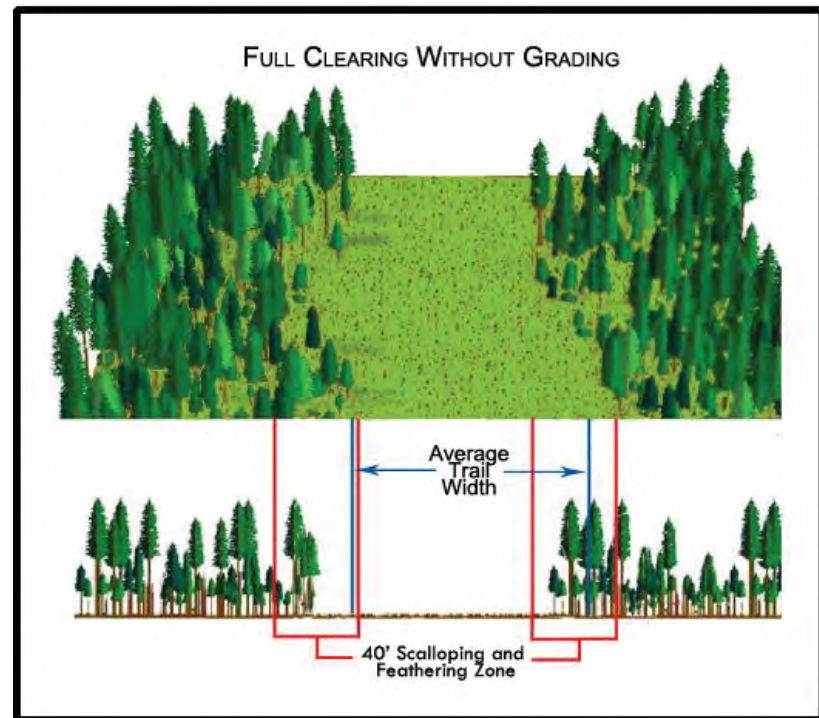 FULL CLEARING WITHOUT GRADING
Average
Trail
Width
40' Scalloping and
Feathering Zone